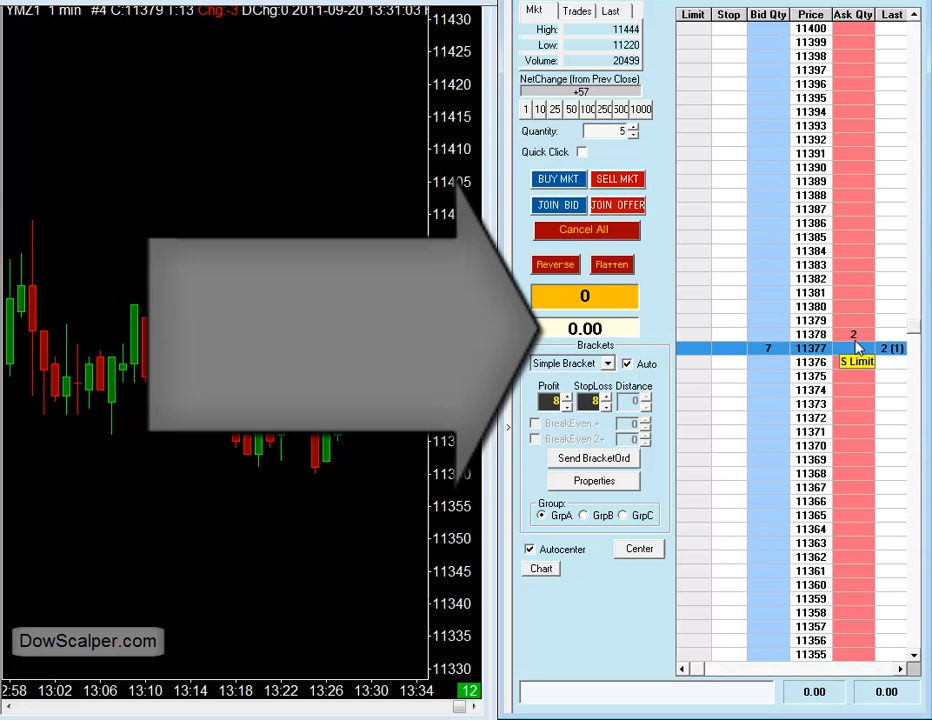 YMZ1 1 min #4 C:11379 T:13 Chg:-3 DChg:0 2011-09-20 13:31:03
11430
11425
11420
11415
11410
11405
11355
11350
11345
11340
11335
11330
DowScalper.com
2:58 13:02 13:06 13:10 13:14 13:18 13:22 13:26 13:30 13:34 12
Mkt Trades Last
High: 11444
Low: 11220
Volume: 20499
NetChange (from Prev Close)
+57
1 10 25 50 100 250 500 1000
Quantity: 5
Quick Click
BUY MKT SELL MKT
JOIN BID JOIN OFFER
Cancel All
Reverse Flatten
0
0.00
Brackets
Simple Bracket Auto
Profit StopLoss Distance
8 8 0
BreakEven + 0
BreakEven 2+ 0
Send BracketOrd
Properties
Group:
GrpA GrpB GrpC
Autocenter Center
Chart
Limit Stop Bid Qty Price Ask Qty Last
11400
11399
11398
11397
11396
11395
11394
11393
11392
11391
11390
11389
11388
11387
11386
11385
11384
11383
11382
11381
11380
11379
11378 2
7 11377 2 (1)
11376 S Limit
11375
11374
11373
11372
11371
11370
11369
11368
11367
11366
11365
11364
11363
11362
11361
11360
11359
11358
11357
11356
11355
0.00 0.00